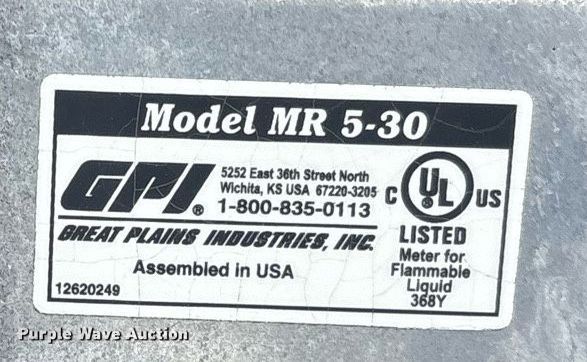 Model MR 5-30
GPI®
5252 East 36th Street North
Wichita, KS USA 67220-3205
1-800-835-0113
GREAT PLAINS INDUSTRIES, INC.
Assembled in USA
12620249
C UL US
®
LISTED
Meter for
Flammable
Liquid
368Y
Purple Wave Auction